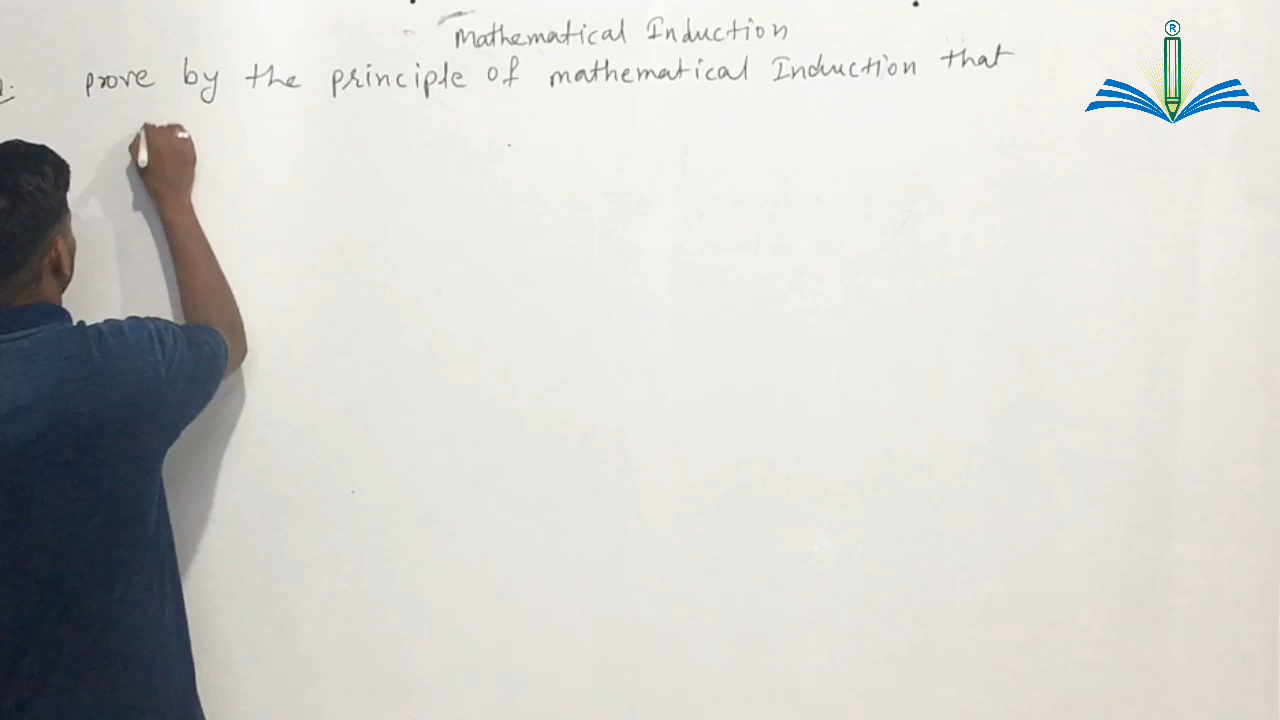 Mathematical Induction
prove by the principle of mathematical Induction that
®